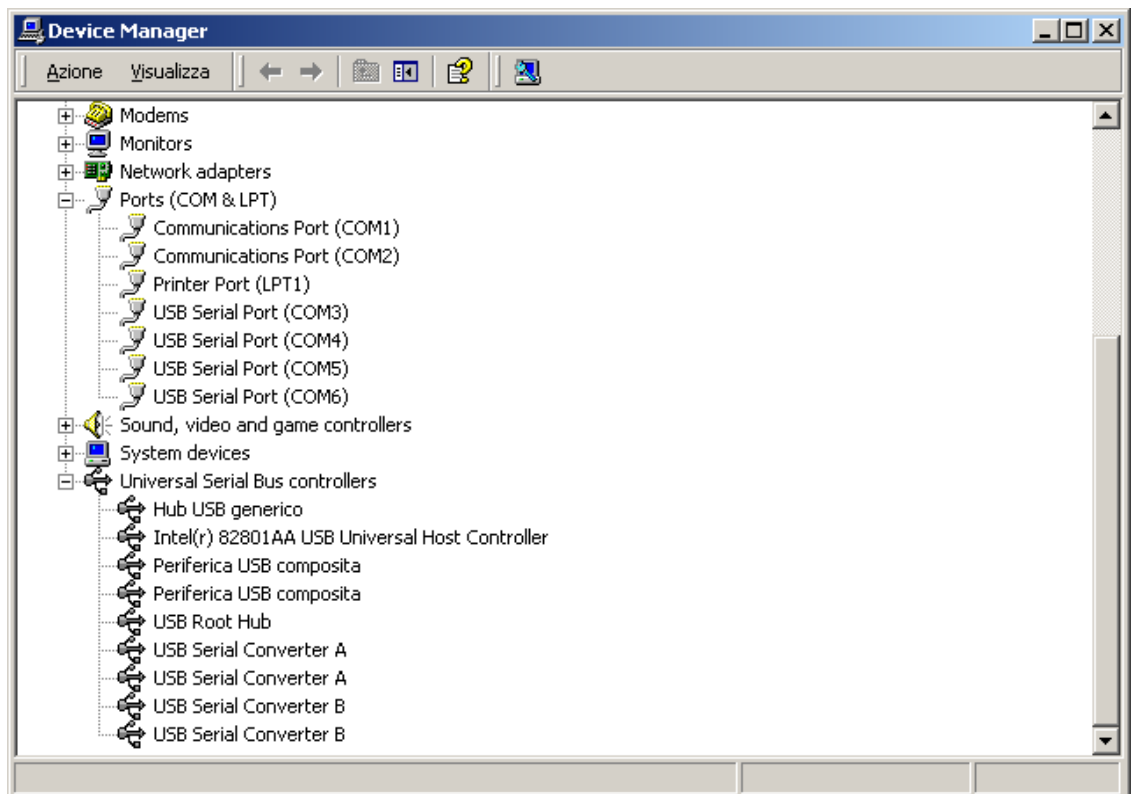 Device Manager
Azione Visualizza
Modems
Monitors
Network adapters
Ports (COM & LPT)
Communications Port (COM1)
Communications Port (COM2)
Printer Port (LPT1)
USB Serial Port (COM3)
USB Serial Port (COM4)
USB Serial Port (COM5)
USB Serial Port (COM6)
Sound, video and game controllers
System devices
Universal Serial Bus controllers
Hub USB generico
Intel(r) 82801AA USB Universal Host Controller
Periferica USB composita
Periferica USB composita
USB Root Hub
USB Serial Converter A
USB Serial Converter A
USB Serial Converter B
USB Serial Converter B